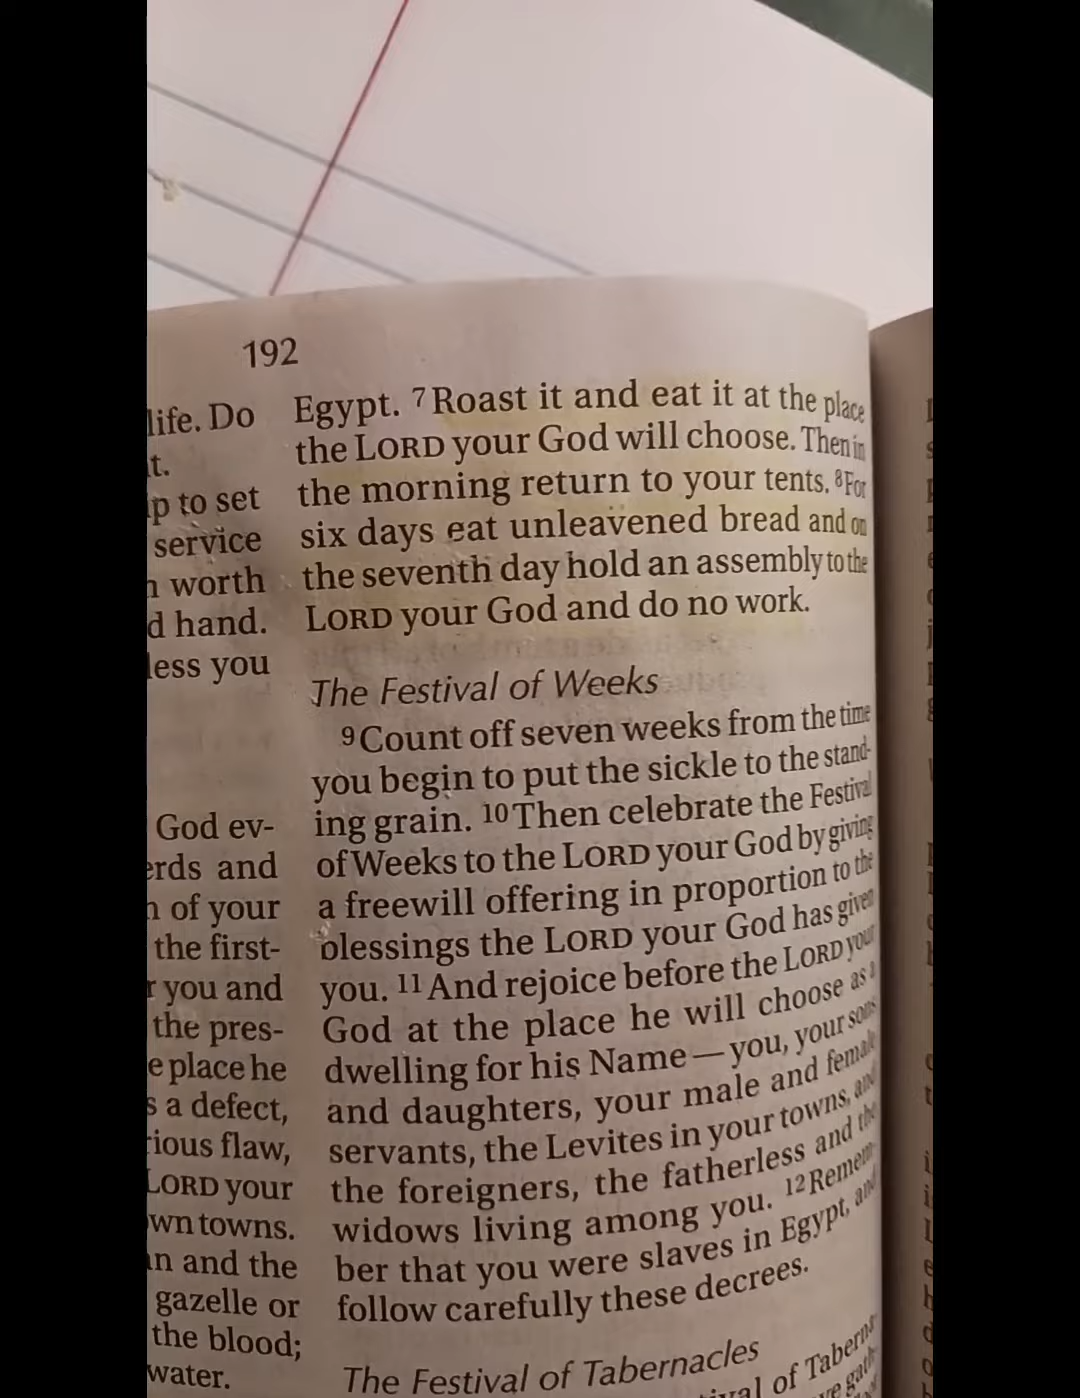 192
life. Do
t.
p to set
service
worth
d hand.
less you
God ev-
erds and
of your
the first-
r you and
the pres-
e place he
s a defect,
rious flaw,
LORD your
wn towns.
an and the
gazelle or
the blood;
water.
Egypt. 7 Roast it and eat it at the place
the LORD your God will choose. Then in
the morning return to your tents. 8 For
six days eat unleavened bread and on
the seventh day hold an assembly to the
LORD your God and do no work.
The Festival of Weeks
9 Count off seven weeks from the time
you begin to put the sickle to the stand-
ing grain. 10 Then celebrate the Festival
of Weeks to the LORD your God by giving
a freewill offering in proportion to the
blessings the LORD your God has given
you. 11 And rejoice before the LORD your
God at the place he will choose as a
dwelling for his Name — you, your sons
and daughters, your male and female
servants, the Levites in your towns, and
the foreigners, the fatherless and the
widows living among you. 12 Remem-
ber that you were slaves in Egypt, and
follow carefully these decrees.
The Festival of Tabernacles
of Taberna-